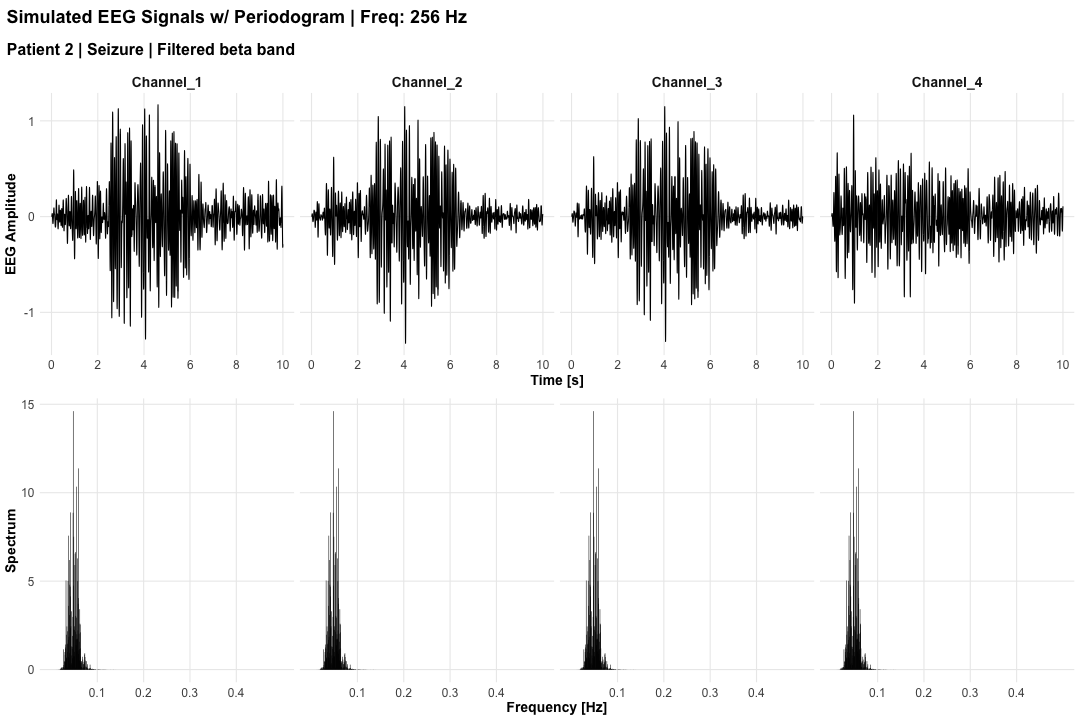 Simulated EEG Signals w/ Periodogram | Freq: 256 Hz
Patient 2 | Seizure | Filtered beta band
Channel_1 Channel_2 Channel_3 Channel_4
EEG Amplitude
1
0
-1
0 2 4 6 8 10 0 2 4 6 8 10 0 2 4 6 8 10 0 2 4 6 8 10
Time [s]
Spectrum
15
10
5
0
0.1 0.2 0.3 0.4 0.1 0.2 0.3 0.4 0.1 0.2 0.3 0.4 0.1 0.2 0.3 0.4
Frequency [Hz]